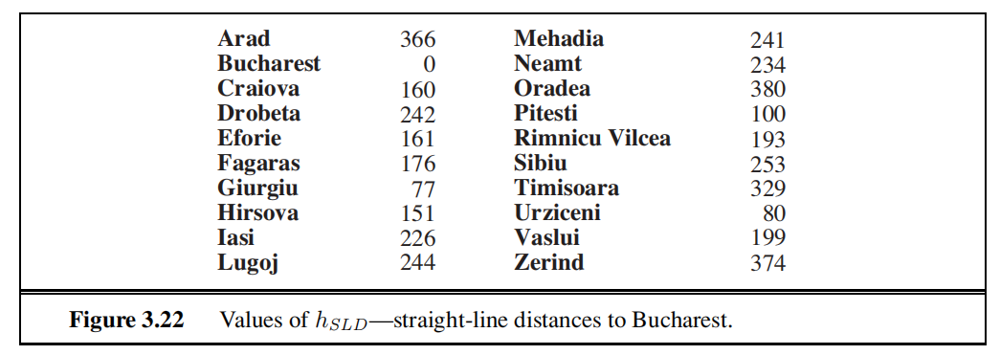 Arad 366 Mehadia 241
Bucharest 0 Neamt 234
Craiova 160 Oradea 380
Drobeta 242 Pitesti 100
Eforie 161 Rimnicu Vilcea 193
Fagaras 176 Sibiu 253
Giurgiu 77 Timisoara 329
Hirsova 151 Urziceni 80
Iasi 226 Vaslui 199
Lugoj 244 Zerind 374
Figure 3.22 Values of hSLD—straight-line distances to Bucharest.